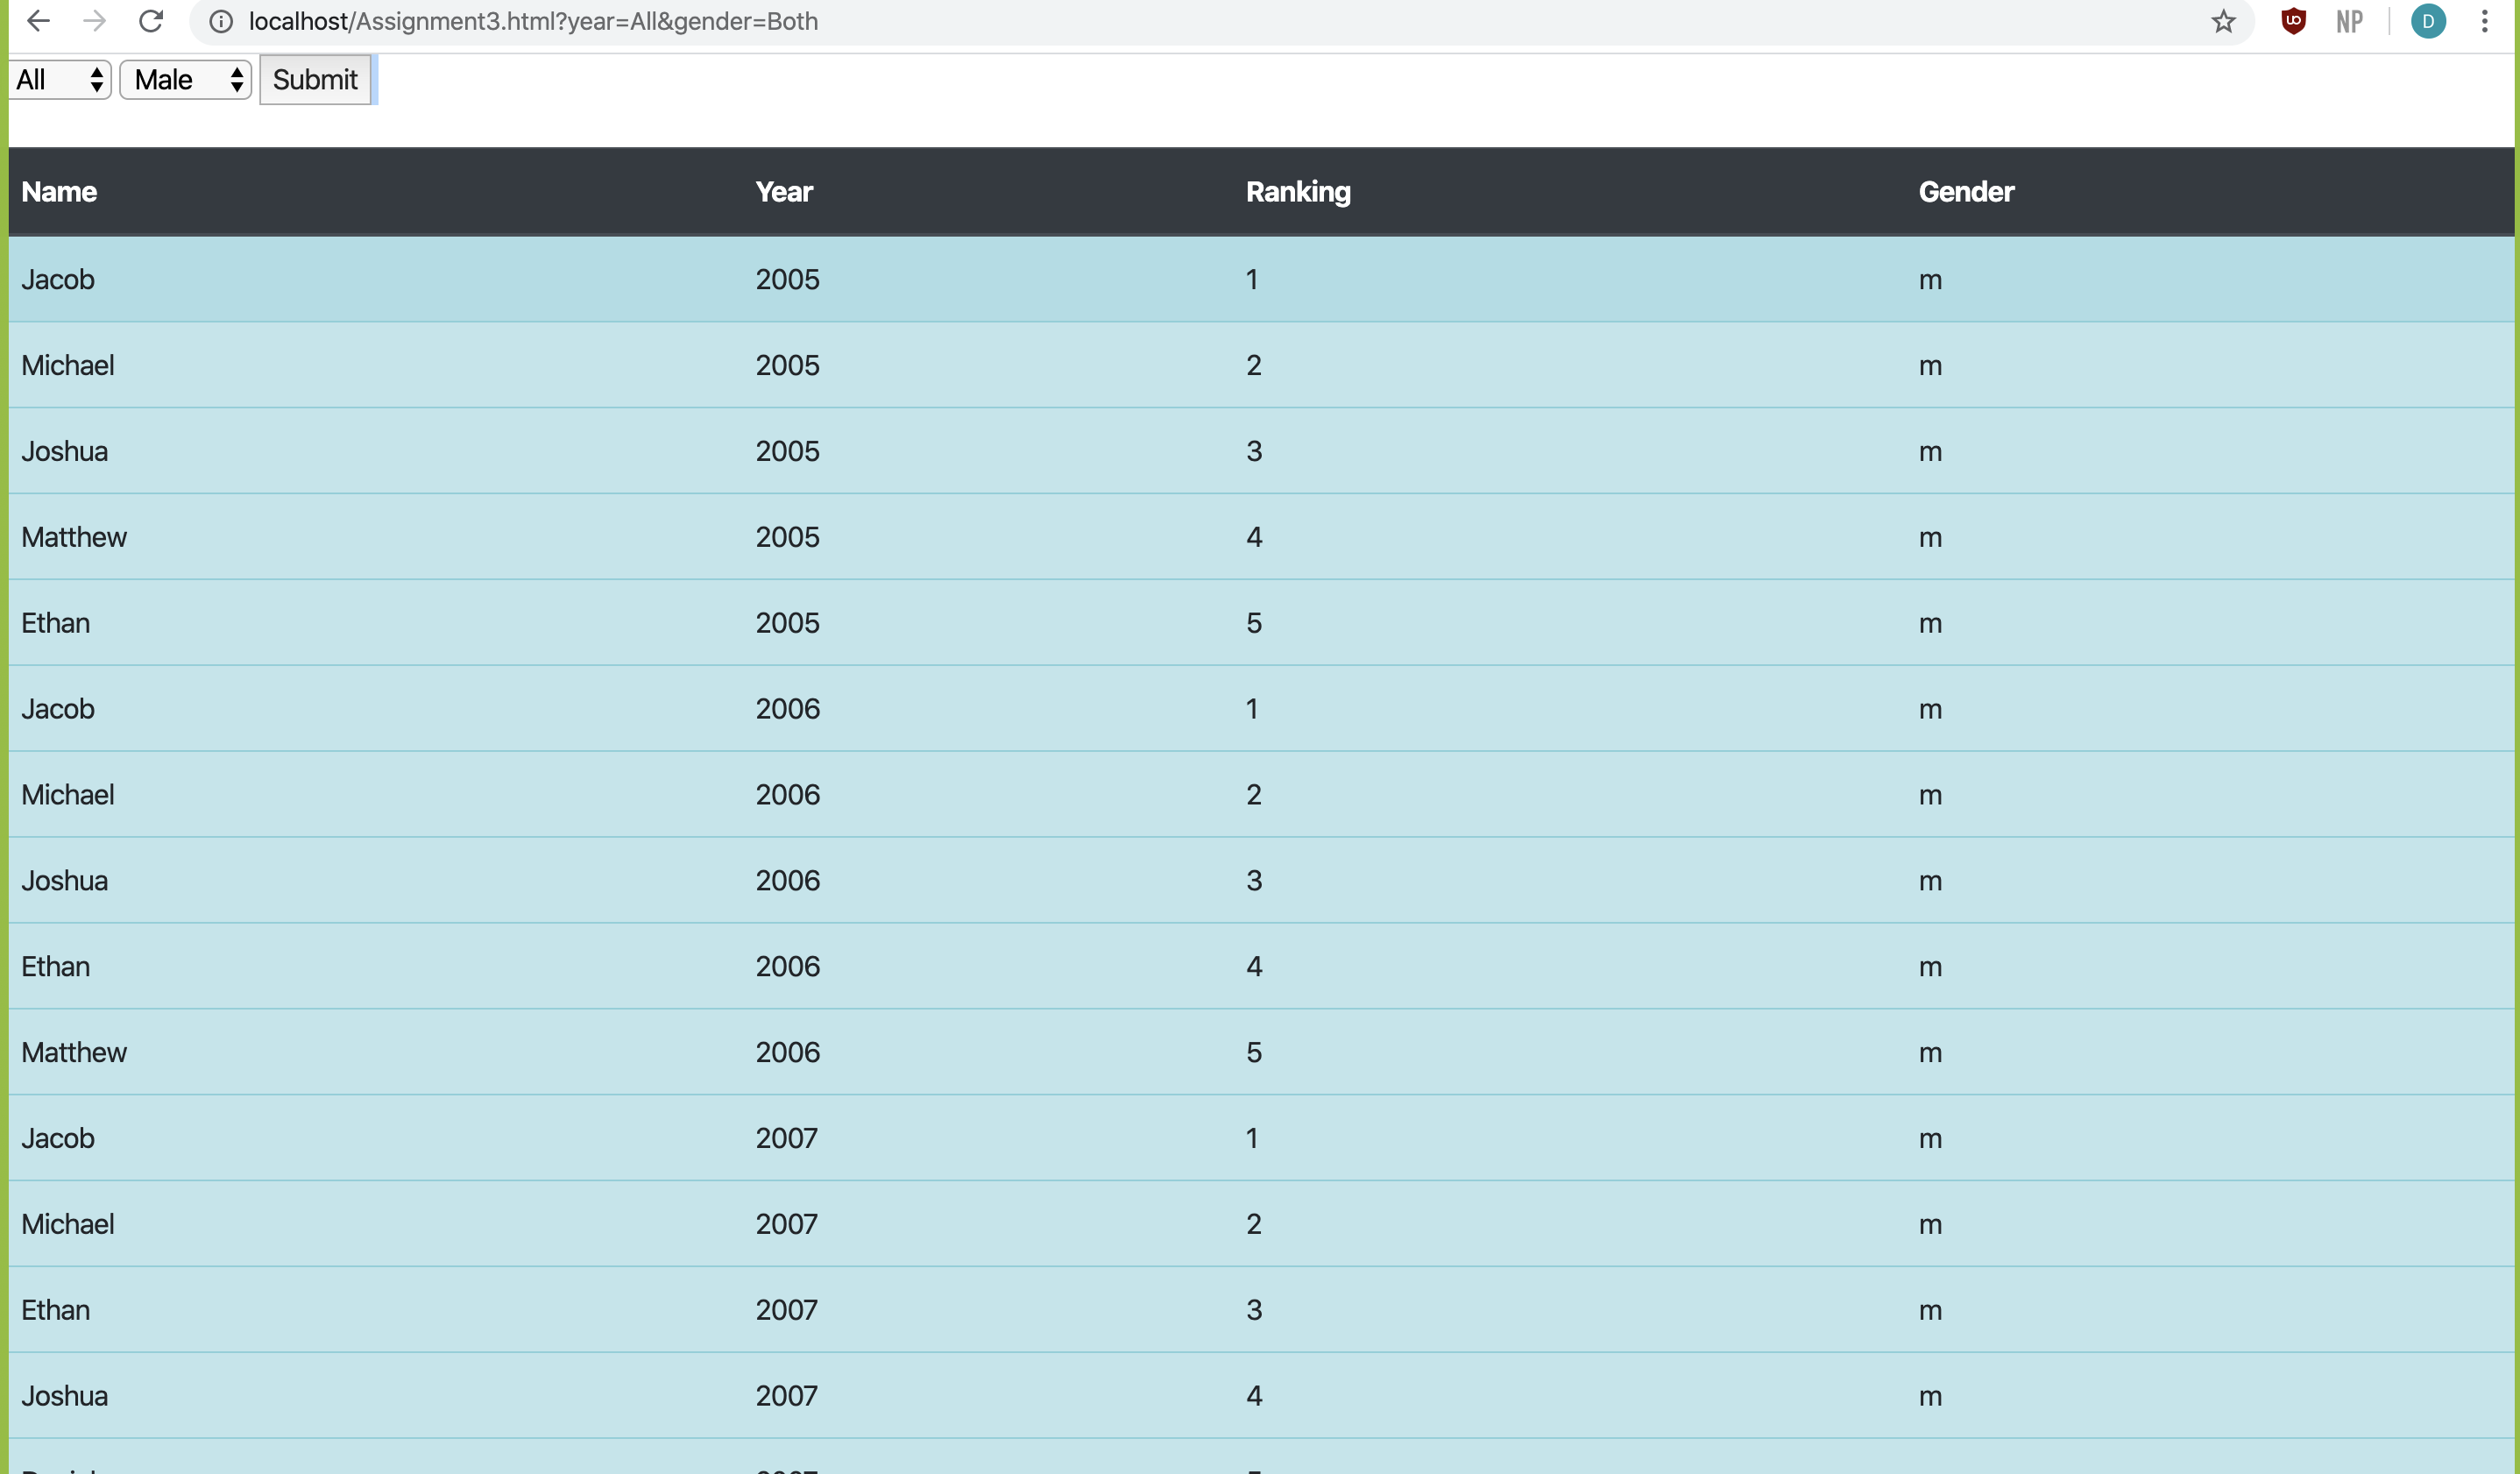 localhost/Assignment3.html?year=All&gender=Both NP D
All Male Submit
Name Year Ranking Gender
Jacob 2005 1 m
Michael 2005 2 m
Joshua 2005 3 m
Matthew 2005 4 m
Ethan 2005 5 m
Jacob 2006 1 m
Michael 2006 2 m
Joshua 2006 3 m
Ethan 2006 4 m
Matthew 2006 5 m
Jacob 2007 1 m
Michael 2007 2 m
Ethan 2007 3 m
Joshua 2007 4 m